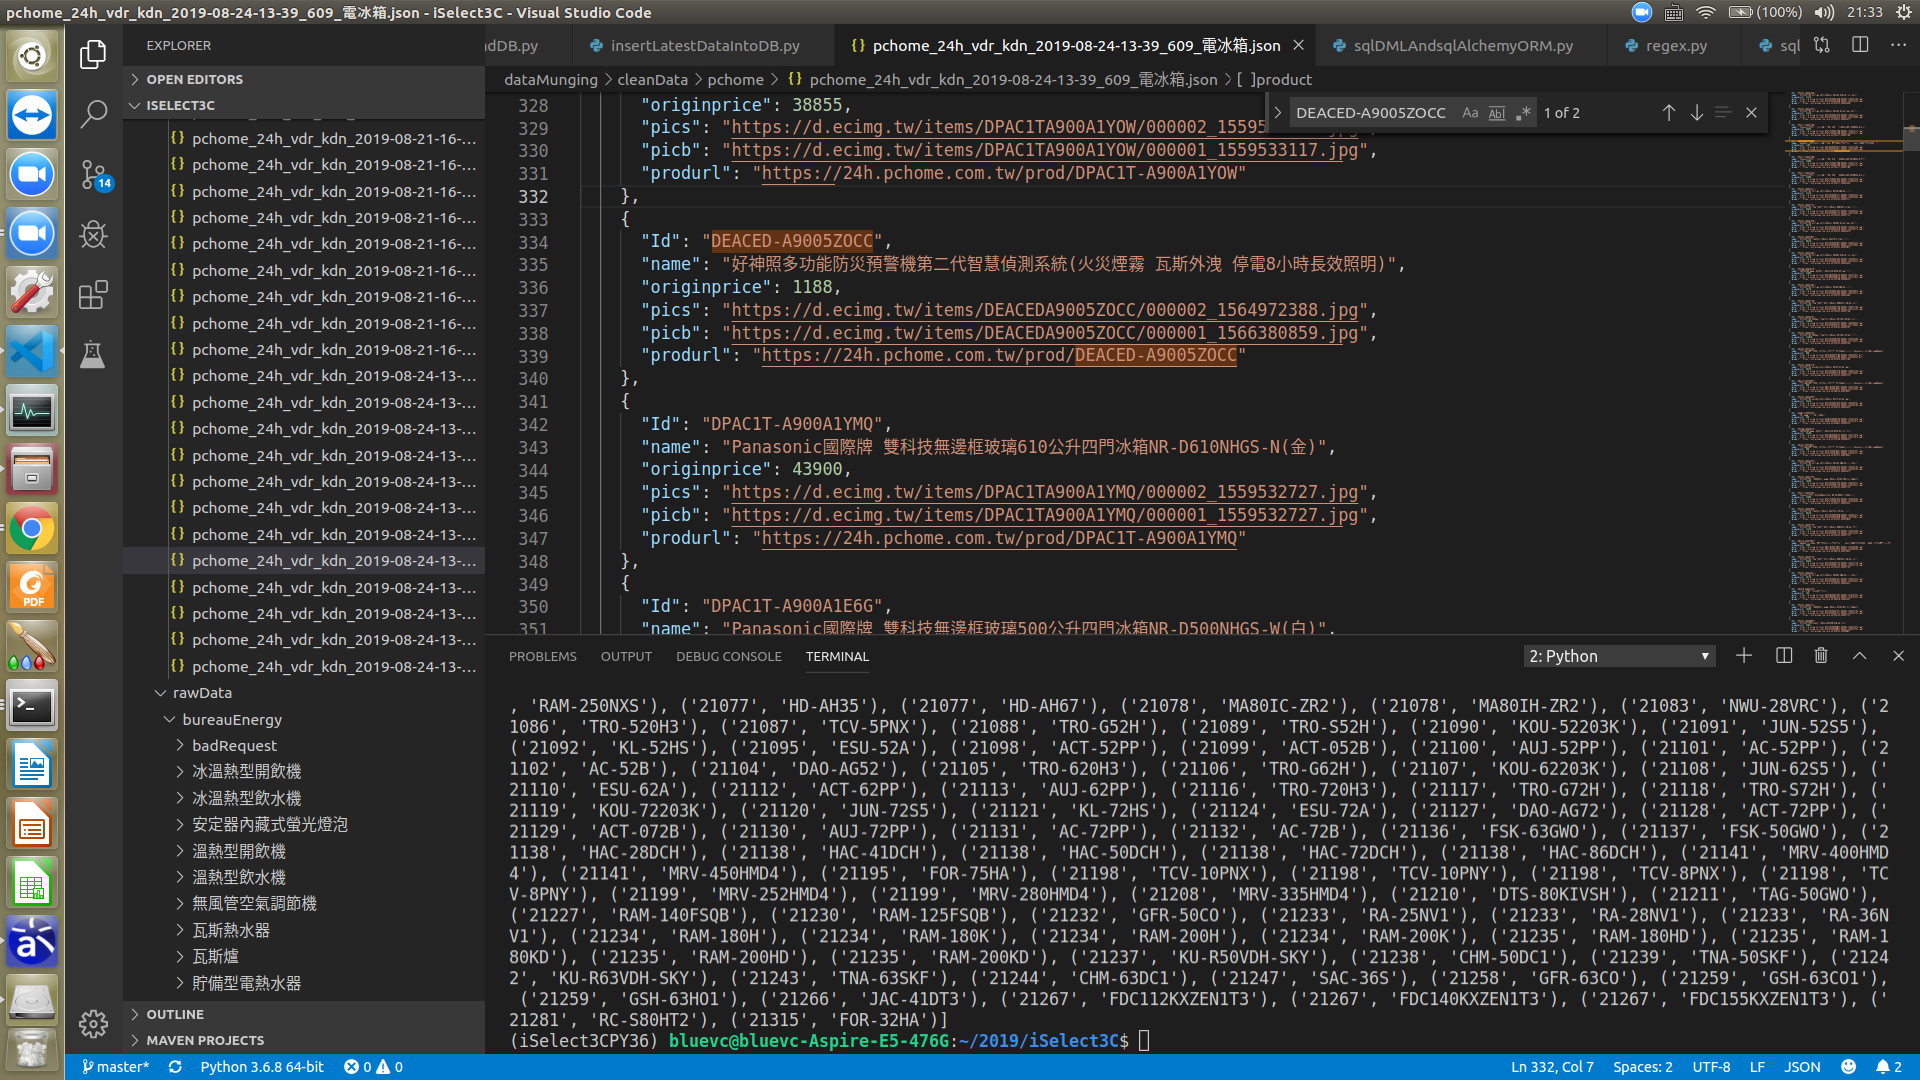 pchome_24h_vdr_kdn_2019-08-24-13-39_609_電冰箱.json - iSelect3C - Visual Studio Code
(100%)
21:33
EXPLORER
ndDB.py
insertLatestDataIntoDB.py
pchome_24h_vdr_kdn_2019-08-24-13-39_609_電冰箱.json
sqlDMLAndsqlAlchemyORM.py
regex.py
sql
OPEN EDITORS
dataMunging > cleanData > pchome > {} pchome_24h_vdr_kdn_2019-08-24-13-39_609_電冰箱.json > [ ]product
ISELECT3C
DEACED-A9005ZOCC
Aa Abl .*
1 of 2
pchome_24h_vdr_kdn_2019-08-21-16-...
pchome_24h_vdr_kdn_2019-08-21-16-...
pchome_24h_vdr_kdn_2019-08-21-16-...
pchome_24h_vdr_kdn_2019-08-21-16-...
pchome_24h_vdr_kdn_2019-08-21-16-...
pchome_24h_vdr_kdn_2019-08-21-16-...
pchome_24h_vdr_kdn_2019-08-21-16-...
pchome_24h_vdr_kdn_2019-08-21-16-...
pchome_24h_vdr_kdn_2019-08-21-16-...
pchome_24h_vdr_kdn_2019-08-24-13-...
pchome_24h_vdr_kdn_2019-08-24-13-...
pchome_24h_vdr_kdn_2019-08-24-13-...
pchome_24h_vdr_kdn_2019-08-24-13-...
pchome_24h_vdr_kdn_2019-08-24-13-...
pchome_24h_vdr_kdn_2019-08-24-13-...
pchome_24h_vdr_kdn_2019-08-24-13-...
pchome_24h_vdr_kdn_2019-08-24-13-...
pchome_24h_vdr_kdn_2019-08-24-13-...
pchome_24h_vdr_kdn_2019-08-24-13-...
pchome_24h_vdr_kdn_2019-08-24-13-...
pchome_24h_vdr_kdn_2019-08-24-13-...
rawData
bureauEnergy
badRequest
冰溫熱型開飲機
冰溫熱型飲水機
安定器內藏式螢光燈泡
溫熱型開飲機
溫熱型飲水機
無風管空氣調節機
瓦斯熱水器
瓦斯爐
貯備型電熱水器
OUTLINE
MAVEN PROJECTS
14
PDF
328 "originprice": 38855,
329 "pics": "https://d.ecimg.tw/items/DPAC1TA900A1YOW/000002_15595
330 "picb": "https://d.ecimg.tw/items/DPAC1TA900A1YOW/000001_1559533117.jpg",
331 "produrl": "https://24h.pchome.com.tw/prod/DPAC1T-A900A1YOW"
332 },
333 {
334 "Id": "DEACED-A9005ZOCC",
335 "name": "好神照多功能防災預警機第二代智慧偵測系統(火災煙霧 瓦斯外洩 停電8小時長效照明)",
336 "originprice": 1188,
337 "pics": "https://d.ecimg.tw/items/DEACEDA9005ZOCC/000002_1564972388.jpg",
338 "picb": "https://d.ecimg.tw/items/DEACEDA9005ZOCC/000001_1566380859.jpg",
339 "produrl": "https://24h.pchome.com.tw/prod/DEACED-A9005ZOCC"
340 },
341 {
342 "Id": "DPAC1T-A900A1YMQ",
343 "name": "Panasonic國際牌 雙科技無邊框玻璃610公升四門冰箱NR-D610NHGS-N(金)",
344 "originprice": 43900,
345 "pics": "https://d.ecimg.tw/items/DPAC1TA900A1YMQ/000002_1559532727.jpg",
346 "picb": "https://d.ecimg.tw/items/DPAC1TA900A1YMQ/000001_1559532727.jpg",
347 "produrl": "https://24h.pchome.com.tw/prod/DPAC1T-A900A1YMQ"
348 },
349 {
350 "Id": "DPAC1T-A900A1E6G",
351 "name": "Panasonic國際牌 雙科技無邊框玻璃500公升四門冰箱NR-D500NHGS-W(白)",
PROBLEMS OUTPUT DEBUG CONSOLE TERMINAL
2: Python
, 'RAM-250NXS'), ('21077', 'HD-AH35'), ('21077', 'HD-AH67'), ('21078', 'MA80IC-ZR2'), ('21078', 'MA80IH-ZR2'), ('21083', 'NWU-28VRC'), ('2
1086', 'TRO-520H3'), ('21087', 'TCV-5PNX'), ('21088', 'TRO-G52H'), ('21089', 'TRO-S52H'), ('21090', 'KOU-52203K'), ('21091', 'JUN-52S5'),
('21092', 'KL-52HS'), ('21095', 'ESU-52A'), ('21098', 'ACT-52PP'), ('21099', 'ACT-052B'), ('21100', 'AUJ-52PP'), ('21101', 'AC-52PP'), ('2
1102', 'AC-52B'), ('21104', 'DAO-AG52'), ('21105', 'TRO-620H3'), ('21106', 'TRO-G62H'), ('21107', 'KOU-62203K'), ('21108', 'JUN-62S5'), ('
21110', 'ESU-62A'), ('21112', 'ACT-62PP'), ('21113', 'AUJ-62PP'), ('21116', 'TRO-720H3'), ('21117', 'TRO-G72H'), ('21118', 'TRO-S72H'), ('
21119', 'KOU-72203K'), ('21120', 'JUN-72S5'), ('21121', 'KL-72HS'), ('21124', 'ESU-72A'), ('21127', 'DAO-AG72'), ('21128', 'ACT-72PP'), ('
21129', 'ACT-072B'), ('21130', 'AUJ-72PP'), ('21131', 'AC-72PP'), ('21132', 'AC-72B'), ('21136', 'FSK-63GWO'), ('21137', 'FSK-50GWO'), ('2
1138', 'HAC-28DCH'), ('21138', 'HAC-41DCH'), ('21138', 'HAC-50DCH'), ('21138', 'HAC-72DCH'), ('21138', 'HAC-86DCH'), ('21141', 'MRV-400HMD
4'), ('21141', 'MRV-450HMD4'), ('21195', 'FOR-75HA'), ('21198', 'TCV-10PNX'), ('21198', 'TCV-10PNY'), ('21198', 'TCV-8PNX'), ('21198', 'TC
V-8PNY'), ('21199', 'MRV-252HMD4'), ('21199', 'MRV-280HMD4'), ('21208', 'MRV-335HMD4'), ('21210', 'DTS-80KIVSH'), ('21211', 'TAG-50GWO'),
('21227', 'RAM-140FSQB'), ('21230', 'RAM-125FSQB'), ('21232', 'GFR-50CO'), ('21233', 'RA-25NV1'), ('21233', 'RA-28NV1'), ('21233', 'RA-36N
V1'), ('21234', 'RAM-180H'), ('21234', 'RAM-180K'), ('21234', 'RAM-200H'), ('21234', 'RAM-200K'), ('21235', 'RAM-180HD'), ('21235', 'RAM-1
80KD'), ('21235', 'RAM-200HD'), ('21235', 'RAM-200KD'), ('21237', 'KU-R50VDH-SKY'), ('21238', 'CHM-50DC1'), ('21239', 'TNA-50SKF'), ('2124
2', 'KU-R63VDH-SKY'), ('21243', 'TNA-63SKF'), ('21244', 'CHM-63DC1'), ('21247', 'SAC-36S'), ('21258', 'GFR-63CO'), ('21259', 'GSH-63CO1'),
('21259', 'GSH-63HO1'), ('21266', 'JAC-41DT3'), ('21267', 'FDC112KXZEN1T3'), ('21267', 'FDC140KXZEN1T3'), ('21267', 'FDC155KXZEN1T3'), ('
21281', 'RC-S80HT2'), ('21315', 'FOR-32HA')]
(iSelect3CPY36) bluevc@bluevc-Aspire-E5-476G:~/2019/iSelect3C$
master* Python 3.6.8 64-bit 0 0 Ln 332, Col 7 Spaces: 2 UTF-8 LF JSON 2